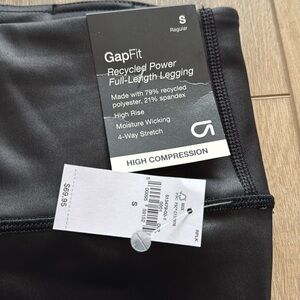 S
Regular
GapFit
Recycled Power
Full-Length Legging
Made with 79% recycled
polyester, 21% spandex
High Rise
Moisture Wicking
4-Way Stretch
HIGH COMPRESSION
$69.95
S